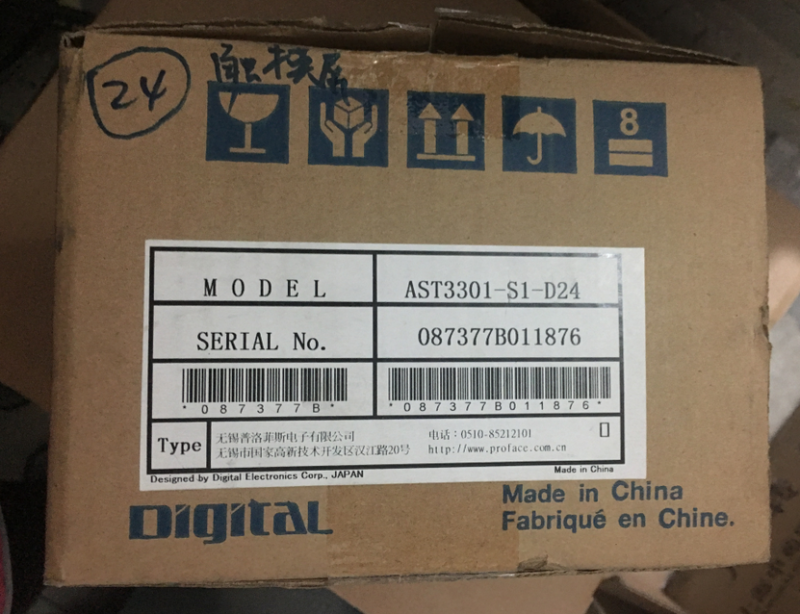 24
触摸屏
8
MODEL AST3301-S1-D24
SERIAL No. 087377B011876
*087377B* *087377B011876*
Type 无锡普洛菲斯电子有限公司 电话：0510-85212101
无锡市国家高新技术开发区汉江路20号 http://www.proface.com.cn
Designed by Digital Electronics Corp., JAPAN Made in China
Digital
Made in China
Fabriqué en Chine.